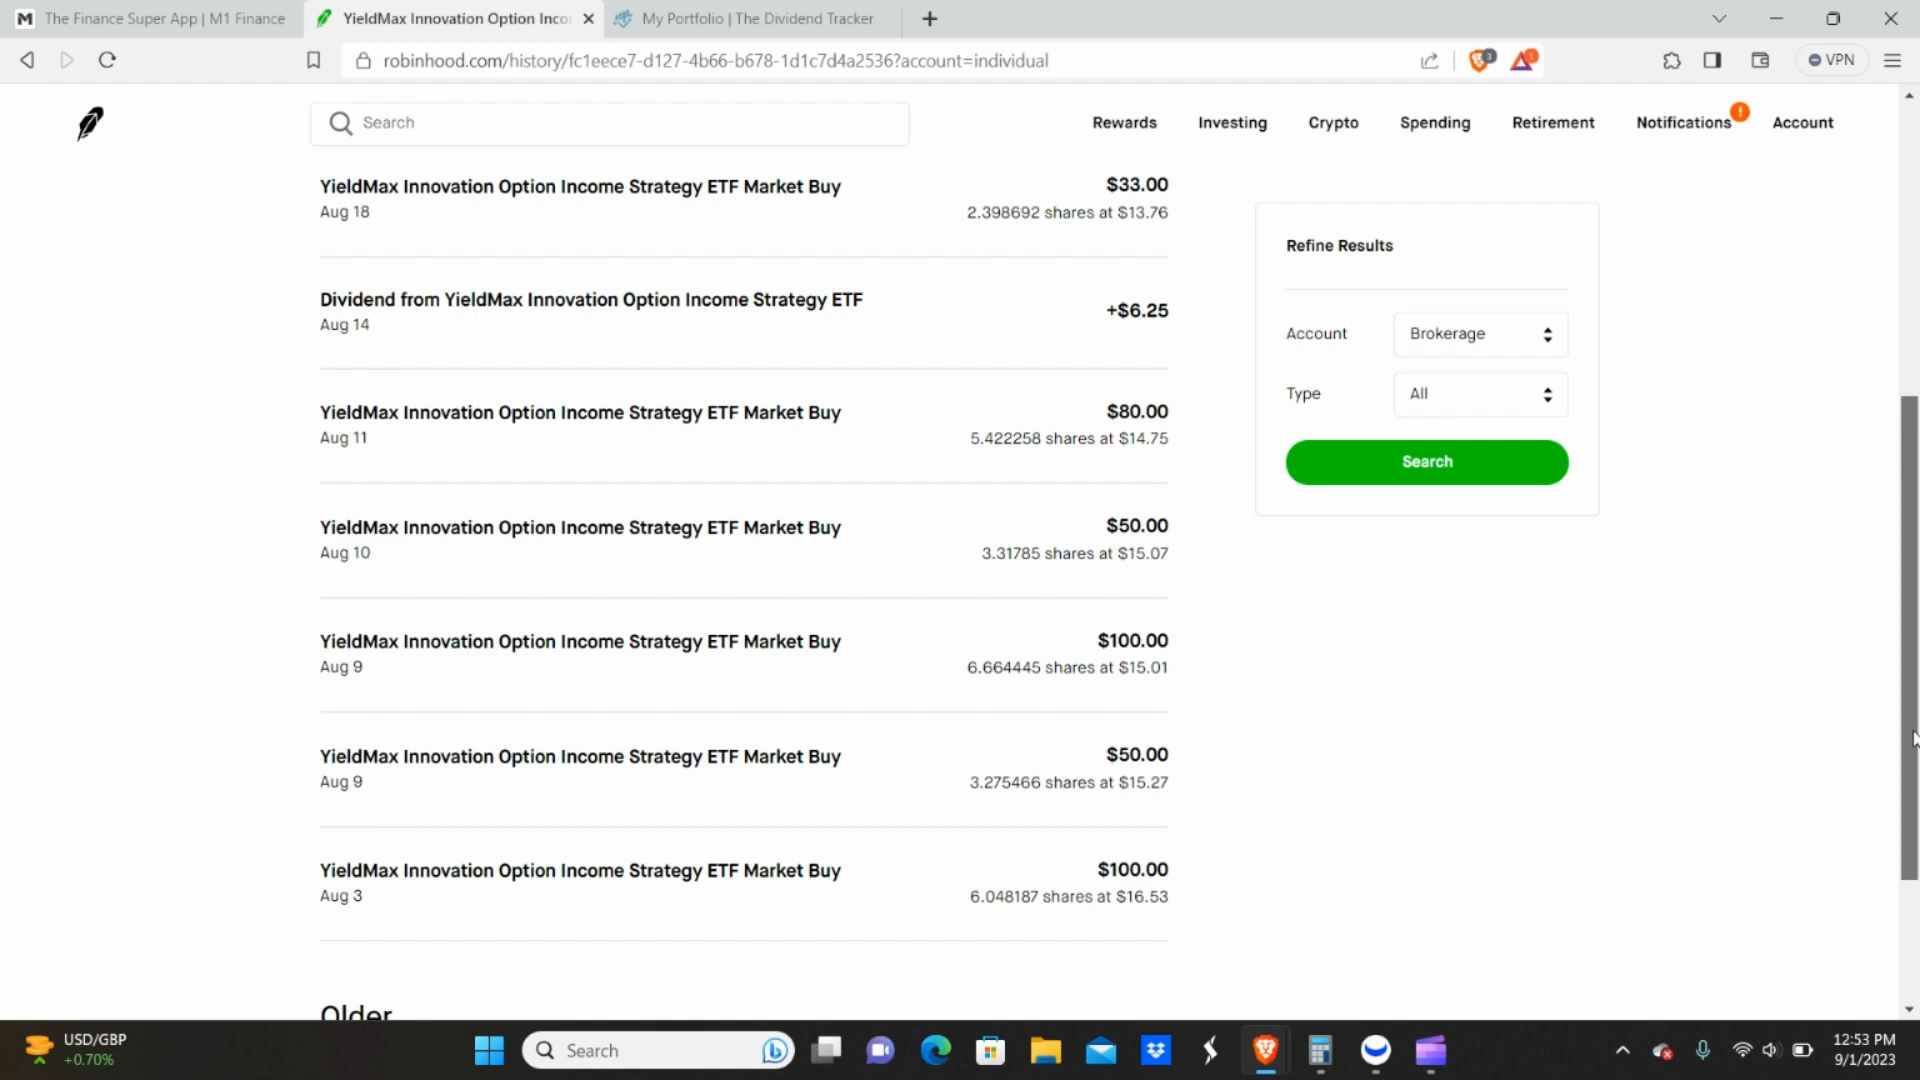 M The Finance Super App | M1 Finance
YieldMax Innovation Option Inco
My Portfolio | The Dividend Tracker
robinhood.com/history/fc1eece7-d127-4b66-b678-1d1c7d4a2536?account=individual
3
1
VPN
Search
Rewards
Investing
Crypto
Spending
Retirement
Notifications
!
Account
YieldMax Innovation Option Income Strategy ETF Market Buy
$33.00
Aug 18
2.398692 shares at $13.76
Dividend from YieldMax Innovation Option Income Strategy ETF
+$6.25
Aug 14
YieldMax Innovation Option Income Strategy ETF Market Buy
$80.00
Aug 11
5.422258 shares at $14.75
YieldMax Innovation Option Income Strategy ETF Market Buy
$50.00
Aug 10
3.31785 shares at $15.07
YieldMax Innovation Option Income Strategy ETF Market Buy
$100.00
Aug 9
6.664445 shares at $15.01
YieldMax Innovation Option Income Strategy ETF Market Buy
$50.00
Aug 9
3.275466 shares at $15.27
YieldMax Innovation Option Income Strategy ETF Market Buy
$100.00
Aug 3
6.048187 shares at $16.53
Older
Refine Results
Account
Brokerage
Type
All
Search
USD/GBP
+0.70%
Search
12:53 PM
9/1/2023